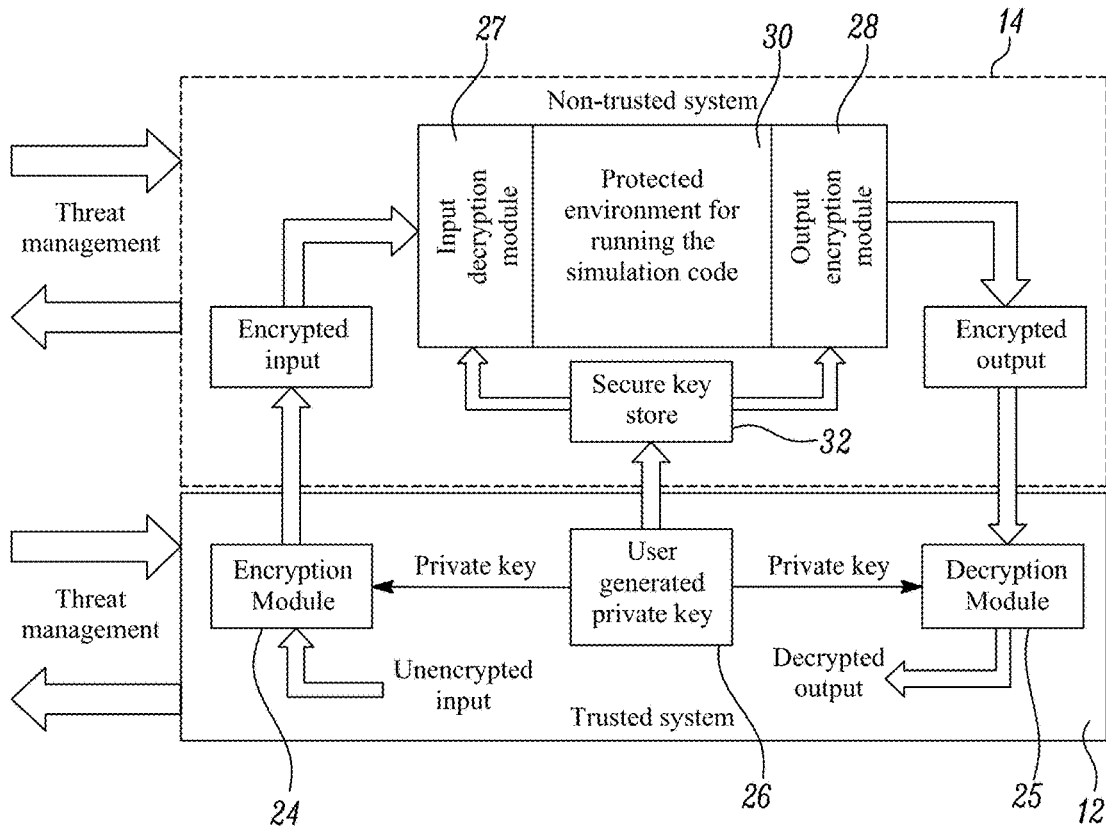 27
30
28
14
Non-trusted system
Input
decryption
module
Protected
environment for
running the
simulation code
Output
encryption
module
Threat
management
Encrypted
input
Encrypted
output
Secure key
store
32
Encryption
Module
Private key
User
generated
private key
Private key
Decryption
Module
Threat
management
Unencrypted
input
Decrypted
output
Trusted system
24
26
25
12